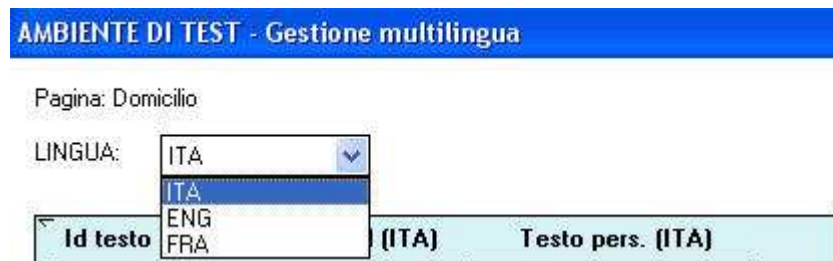 AMBIENTE DI TEST - Gestione multilingua
Pagina: Domicilio
LINGUA: ITA
ITA
ENG
FRA
Id testo (ITA) Testo pers. (ITA)